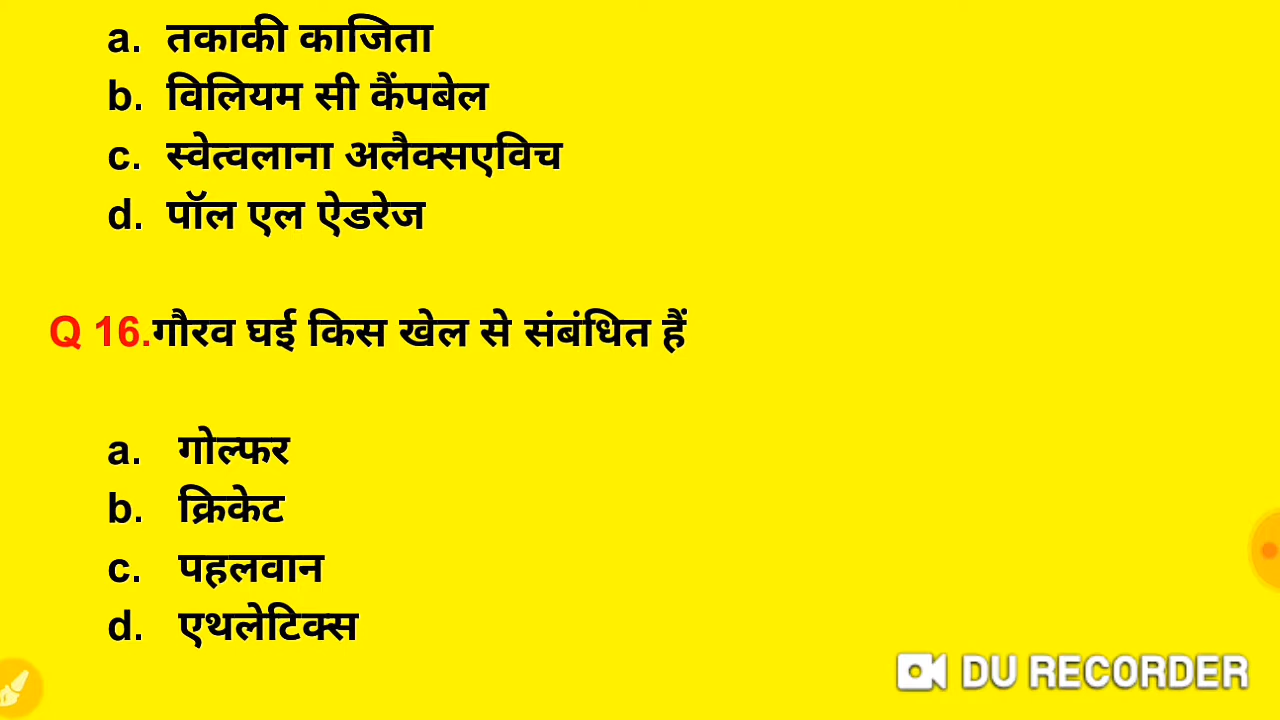 a. तकाकी काजिता
b. विलियम सी कैंपबेल
c. स्वेत्वलाना अलैक्सएविच
d. पॉल एल ऐडरेज
Q 16.गौरव घई किस खेल से संबंधित हैं
a. गोल्फर
b. क्रिकेट
c. पहलवान
d. एथलेटिक्स
DU RECORDER